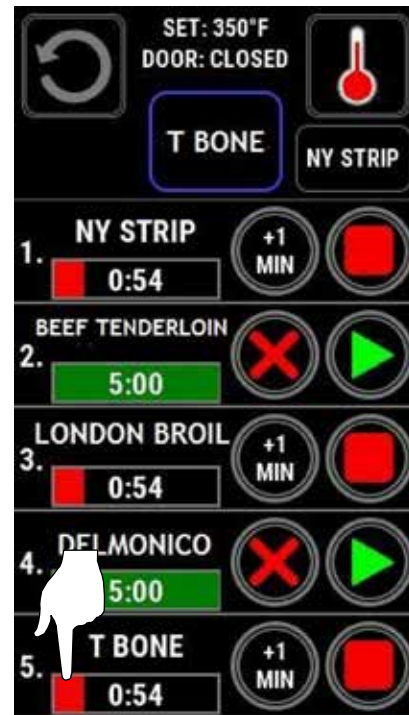 SET: 350°F
DOOR: CLOSED
T BONE
NY STRIP
1. NY STRIP
0:54
+1
MIN
2. BEEF TENDERLOIN
5:00
3. LONDON BROIL
0:54
+1
MIN
4. DELMONICO
5:00
5. T BONE
0:54
+1
MIN